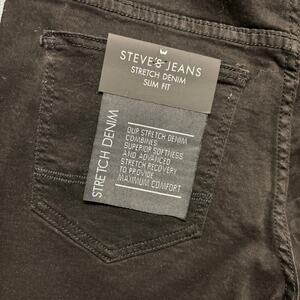 STEVE'S JEANS
STRETCH DENIM
SLIM FIT
STRETCH DENIM
OUR STRETCH DENIM
COMBINES
SUPERIOR SOFTNESS
AND ADVANCED
STRETCH RECOVERY
TO PROVIDE
MAXIMUM COMFORT